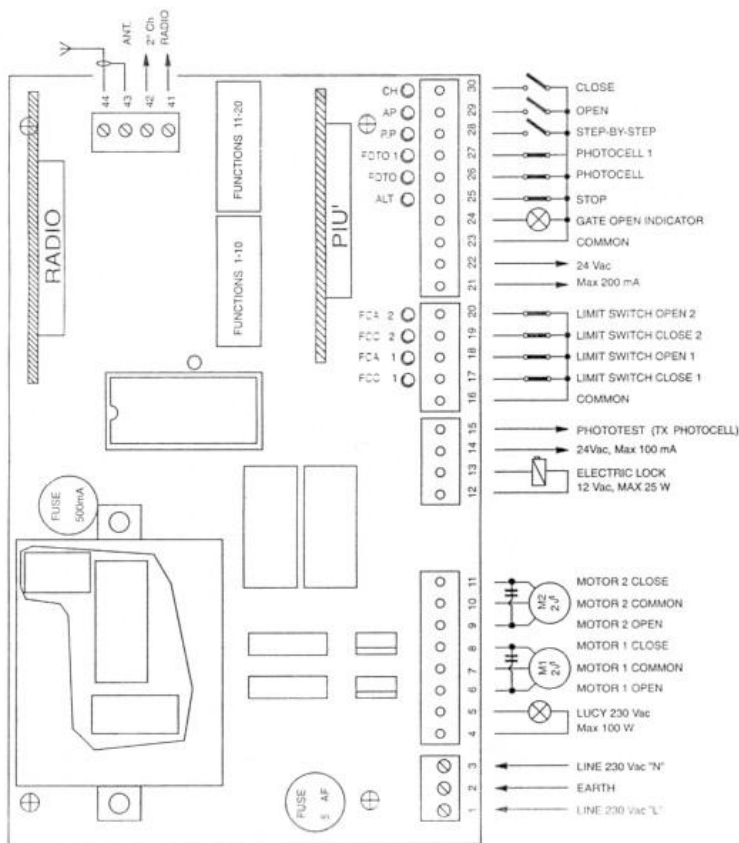 ANT.
2° Ch
RADIO
44
43
42
41
RADIO
FUNCTIONS 11-20
FUNCTIONS 1-10
PIU'
CH 30 CLOSE
AP 29 OPEN
P.P 28 STEP-BY-STEP
FOTO 1 27 PHOTOCELL 1
FOTO 26 PHOTOCELL
ALT 25 STOP
24 GATE OPEN INDICATOR
23 COMMON
22 24 Vac
21 Max 200 mA
FCA 2 20 LIMIT SWITCH OPEN 2
FCC 2 19 LIMIT SWITCH CLOSE 2
FCA 1 18 LIMIT SWITCH OPEN 1
FCC 1 17 LIMIT SWITCH CLOSE 1
16 COMMON
15 PHOTOTEST (TX PHOTOCELL)
14 24Vac, Max 100 mA
13 ELECTRIC LOCK
12 12 Vac, MAX 25 W
FUSE
500mA
11 MOTOR 2 CLOSE
10 MOTOR 2 COMMON
9 MOTOR 2 OPEN
M2
8 MOTOR 1 CLOSE
7 MOTOR 1 COMMON
6 MOTOR 1 OPEN
M1
5 LUCY 230 Vac
4 Max 100 W
FUSE
5 AF
3 LINE 230 Vac "N"
2 EARTH
1 LINE 230 Vac "L"